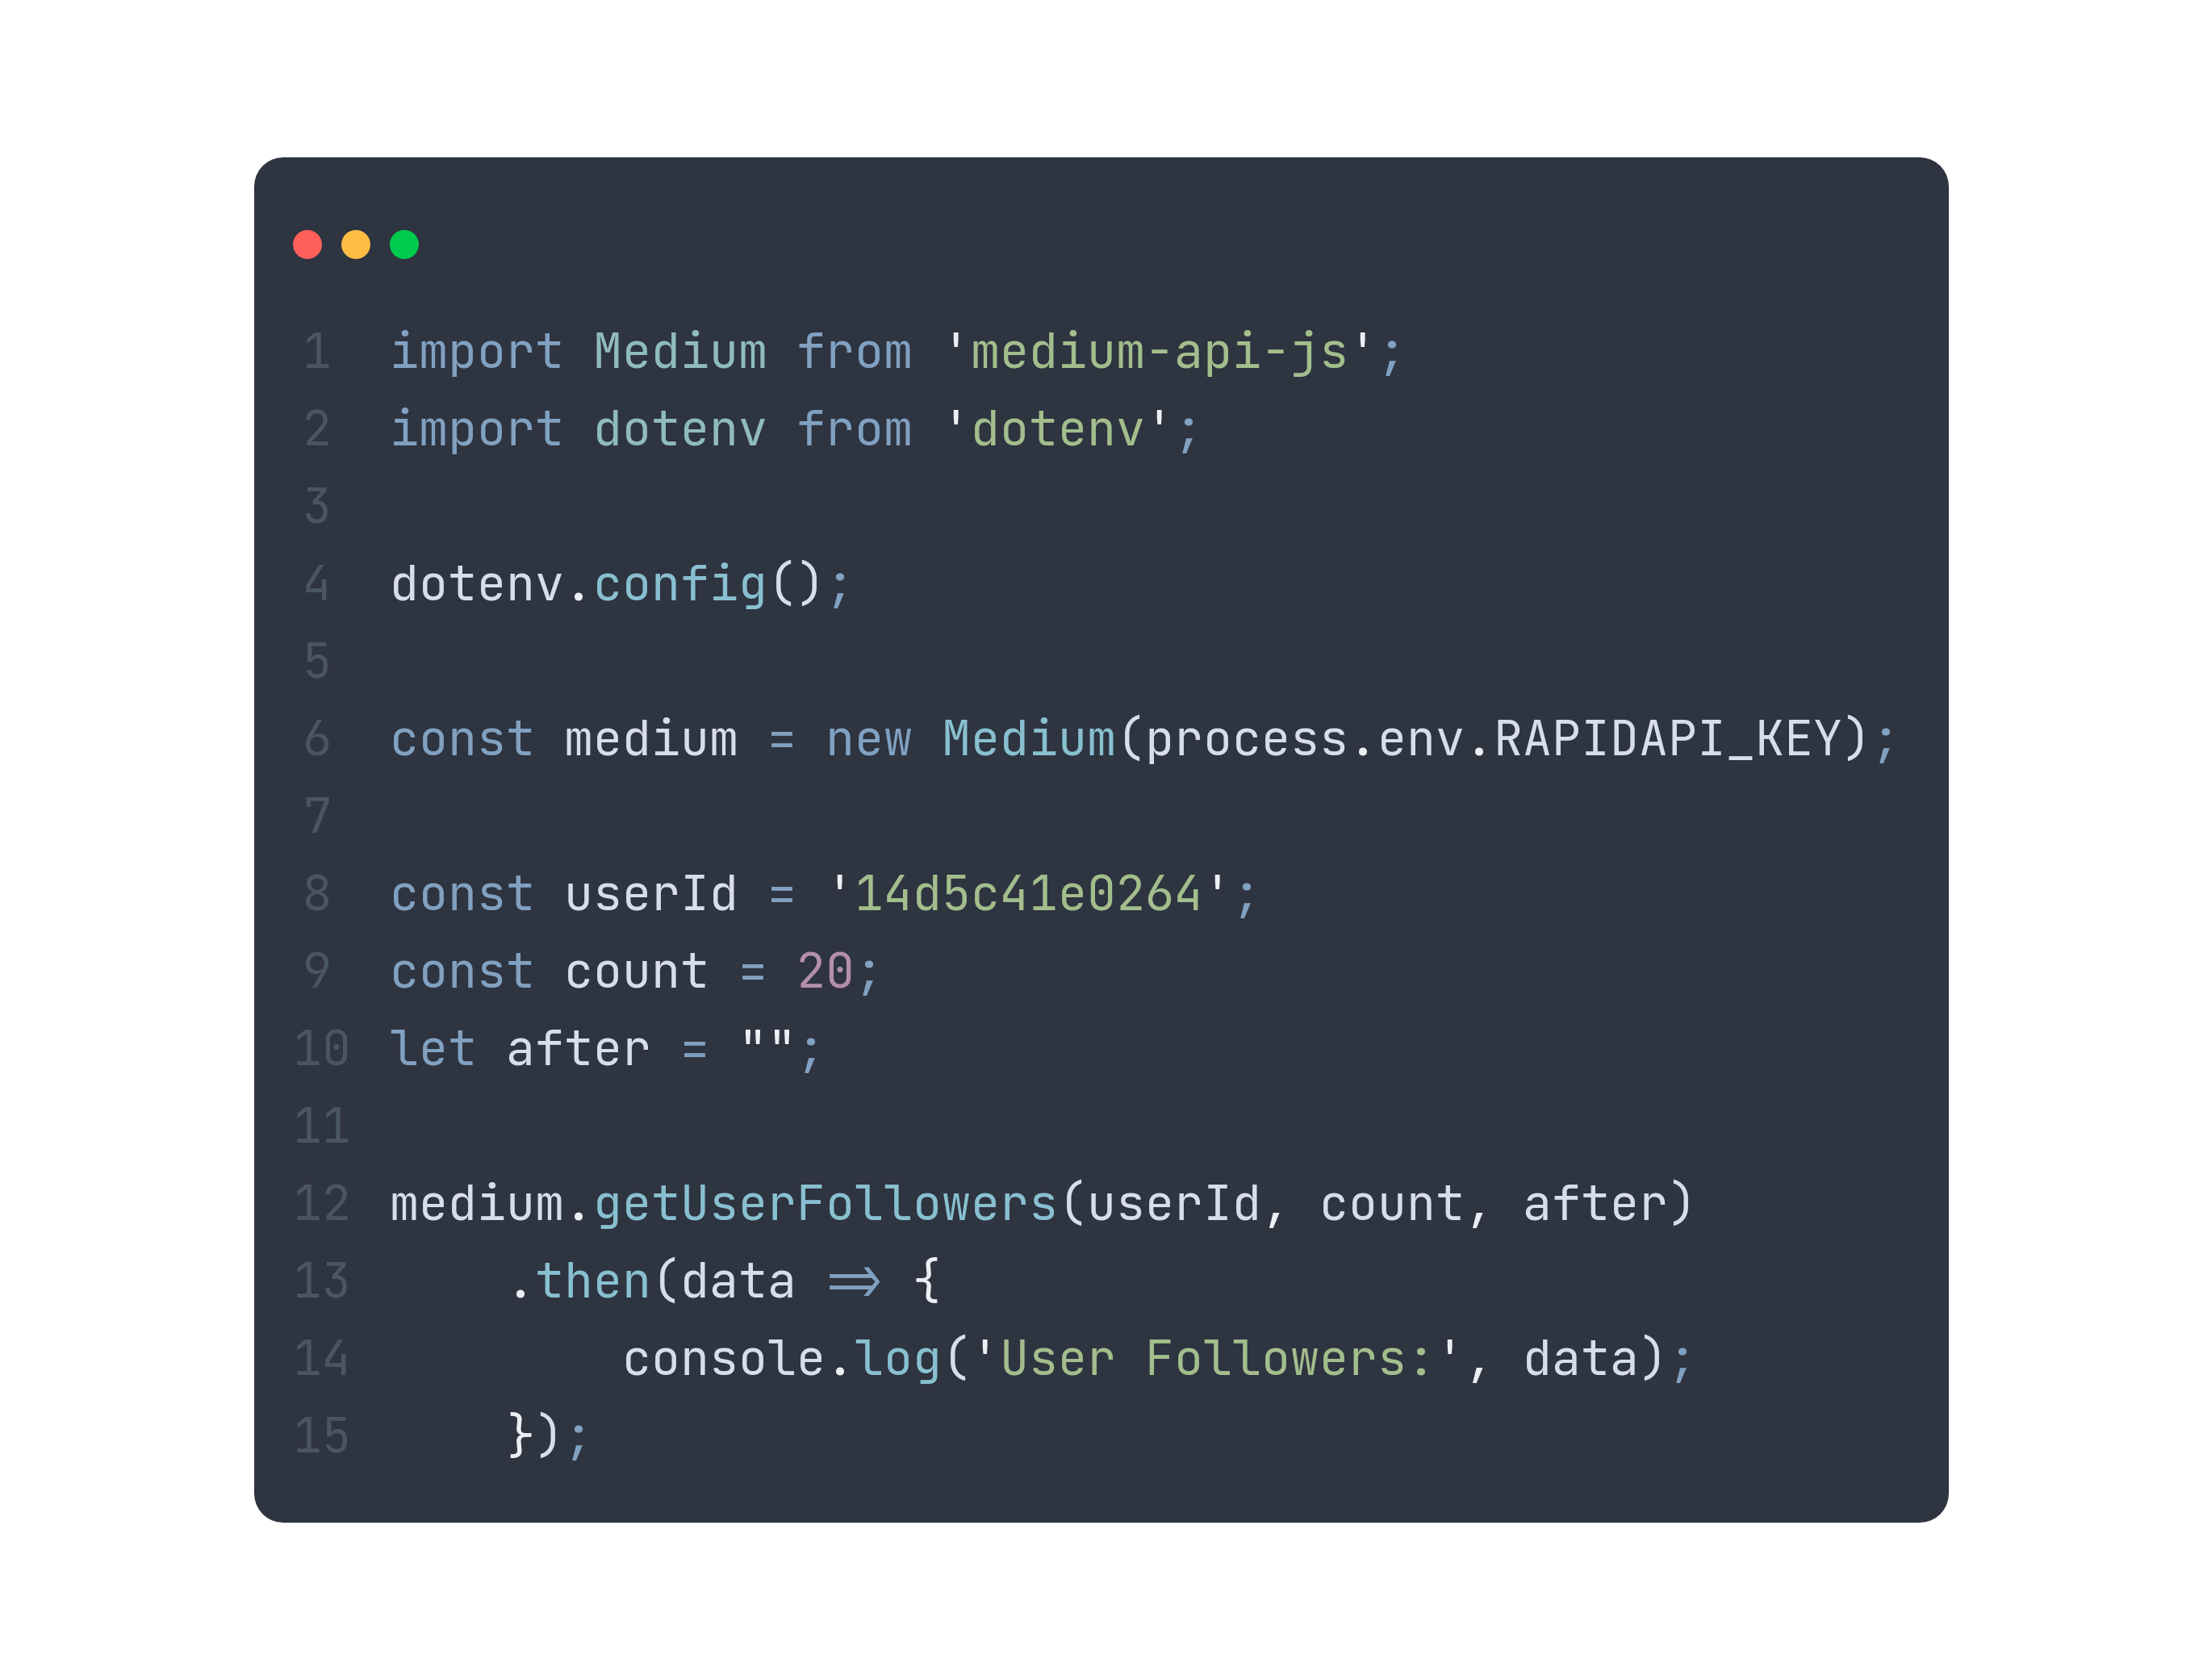 1 import Medium from 'medium-api-js';
2 import dotenv from 'dotenv';
3
4 dotenv.config();
5
6 const medium = new Medium(process.env.RAPIDAPI_KEY);
7
8 const userId = '14d5c41e0264';
9 const count = 20;
10 let after = "";
11
12 medium.getUserFollowers(userId, count, after)
13     .then(data => {
14         console.log('User Followers:', data);
15     });